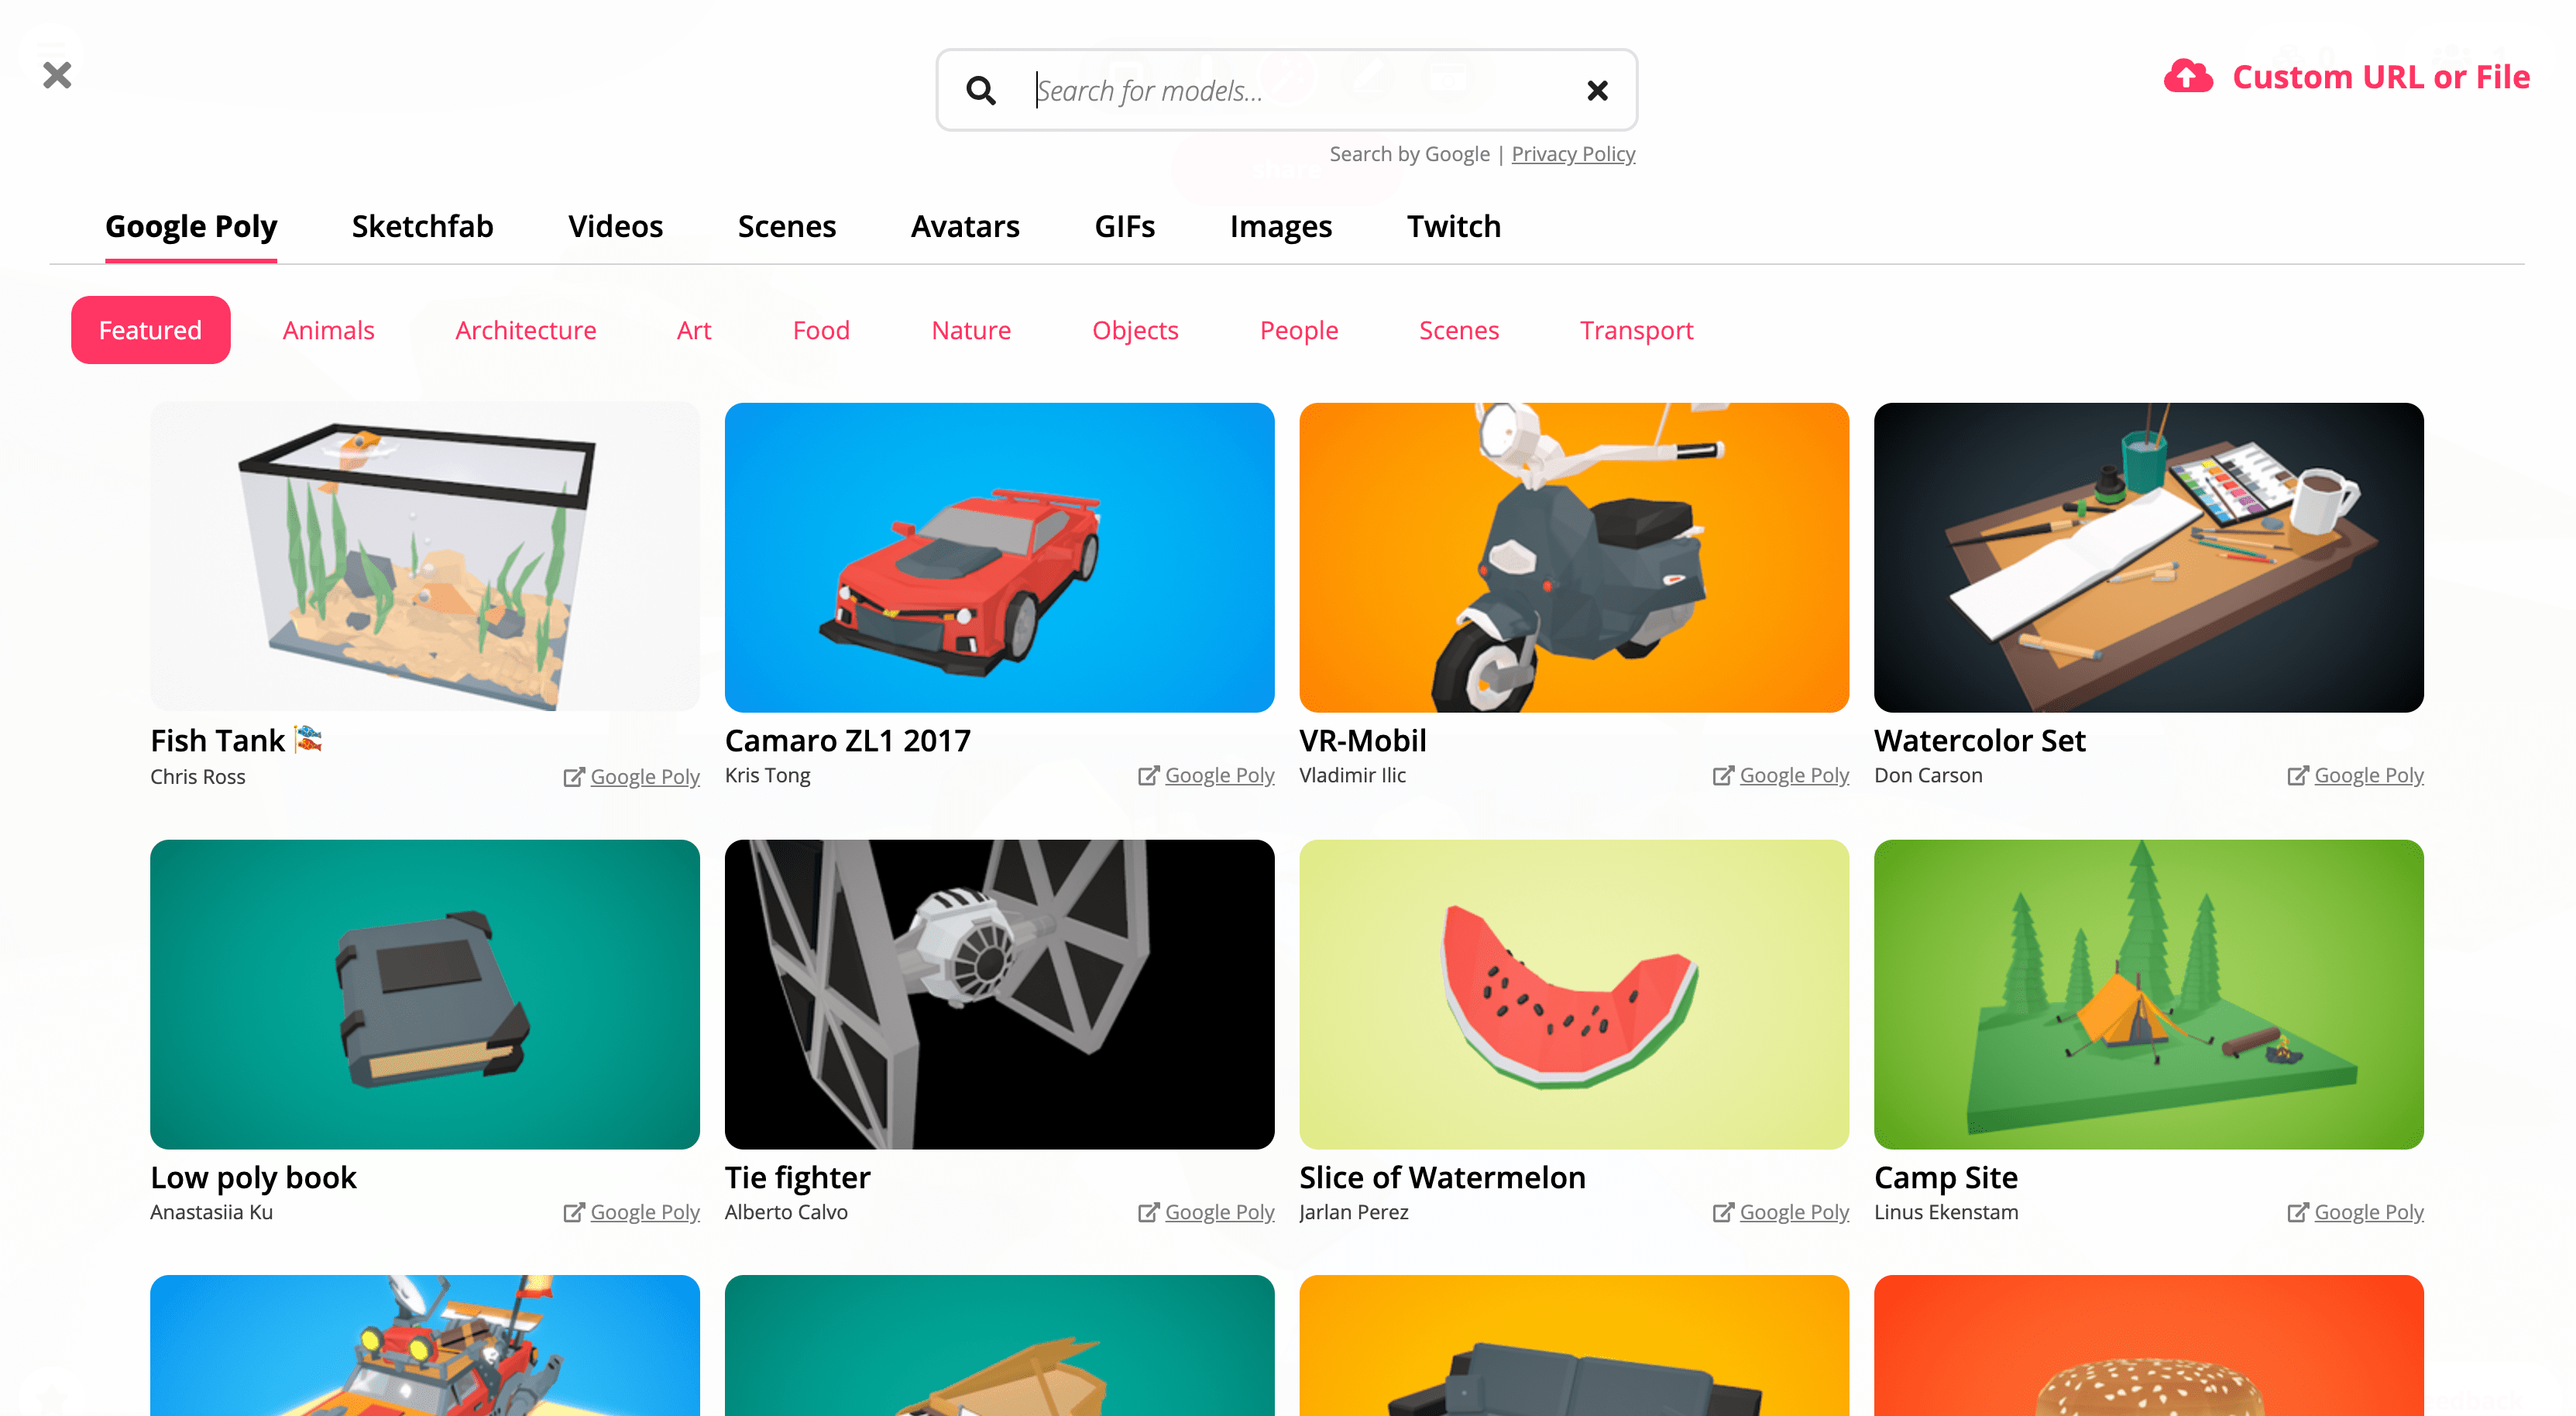 Search for models...
Custom URL or File
Search by Google | Privacy Policy
Google Poly Sketchfab Videos Scenes Avatars GIFs Images Twitch
Featured Animals Architecture Art Food Nature Objects People Scenes Transport
Fish Tank
Chris Ross Google Poly
Camaro ZL1 2017
Kris Tong Google Poly
VR-Mobil
Vladimir Ilic Google Poly
Watercolor Set
Don Carson Google Poly
Low poly book
Anastasiia Ku Google Poly
Tie fighter
Alberto Calvo Google Poly
Slice of Watermelon
Jarlan Perez Google Poly
Camp Site
Linus Ekenstam Google Poly